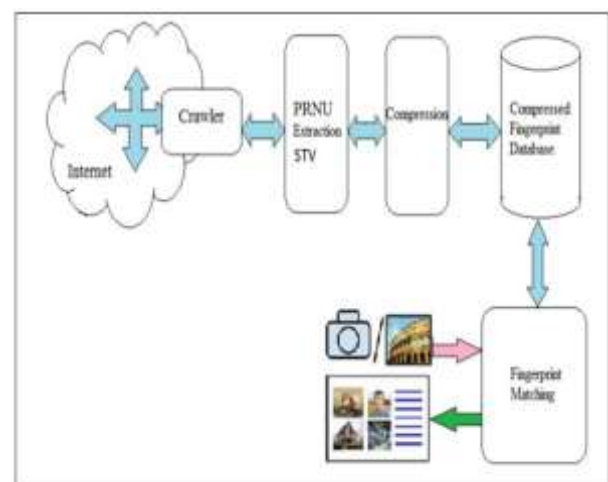 Crawler
Internet
PRNU
Extraction
STV
Compression
Compressed
Fingerprint
Database
Fingerprint
Matching